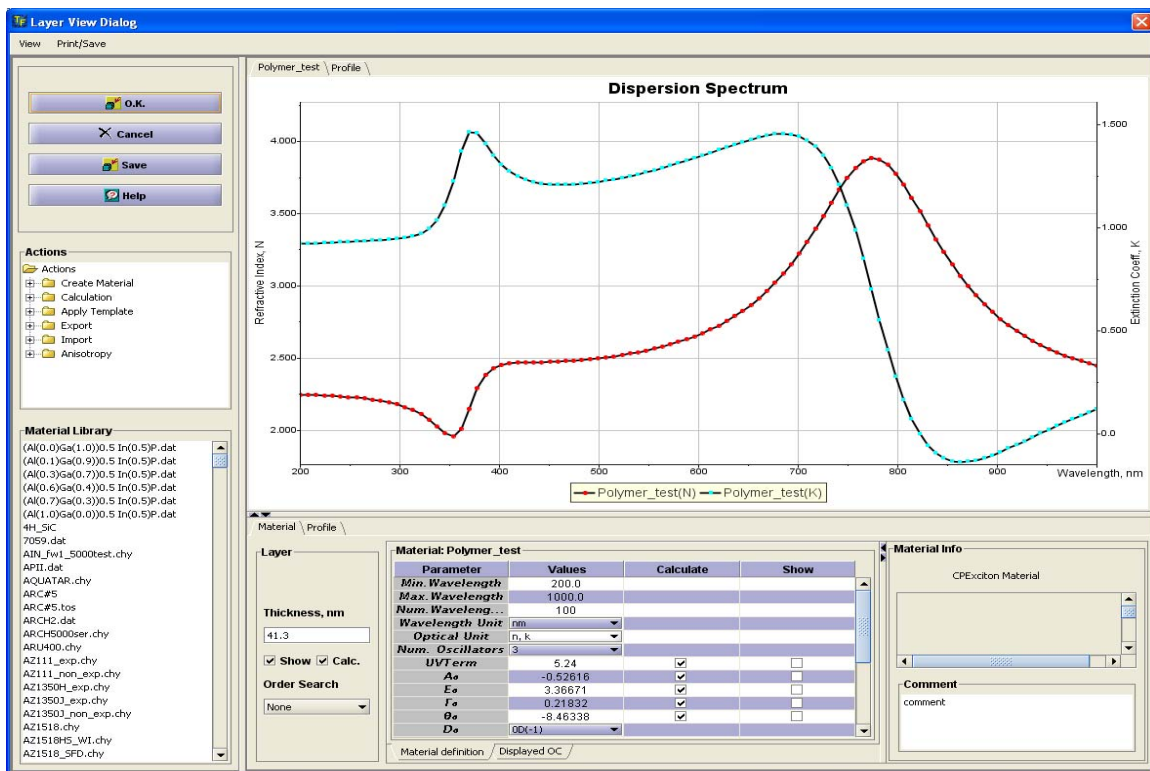 TF Layer View Dialog
View Print/Save
O.K.
Cancel
Save
Help
Actions
Actions
Create Material
Calculation
Apply Template
Export
Import
Anisotropy
Material Library
(Al(0.0)Ga(1.0))0.5 In(0.5)P.dat
(Al(0.1)Ga(0.9))0.5 In(0.5)P.dat
(Al(0.3)Ga(0.7))0.5 In(0.5)P.dat
(Al(0.6)Ga(0.4))0.5 In(0.5)P.dat
(Al(0.7)Ga(0.3))0.5 In(0.5)P.dat
(Al(1.0)Ga(0.0))0.5 In(0.5)P.dat
4H_SiC
7059.dat
AIN_fw1_5000test.chy
APII.dat
AQUATAR.chy
ARC#5
ARC#5.tos
ARCH2.dat
ARCH5000ser.chy
ARU400.chy
AZ111_exp.chy
AZ111_non_exp.chy
AZ1350H_exp.chy
AZ1350J_exp.chy
AZ1350J_non_exp.chy
AZ1518.chy
AZ1518HS_WI.chy
AZ1518_SFD.chy
Polymer_test Profile
Dispersion Spectrum
Refractive Index, N
4.000
3.500
3.000
2.500
2.000
1.500
1.000
0.500
0.0
Extinction Coeff, K
200 300 400 500 600 700 800 900 Wavelength, nm
Polymer_test(N) Polymer_test(K)
Material Profile
Layer
Thickness, nm
41.3
Show Calc.
Order Search
None
Material: Polymer_test
Parameter Values Calculate Show
Min.Wavelength 200.0
Max.Wavelength 1000.0
Num.Waveleng... 100
Wavelength Unit nm
Optical Unit n, k
Num. Oscillators 3
UVTerm 5.24
A₀ -0.52616
E₀ 3.36671
Γ₀ 0.21832
θ₀ -8.46338
D₀ 0D(-1)
Material definition Displayed OC
Material Info
CPExciton Material
Comment
comment